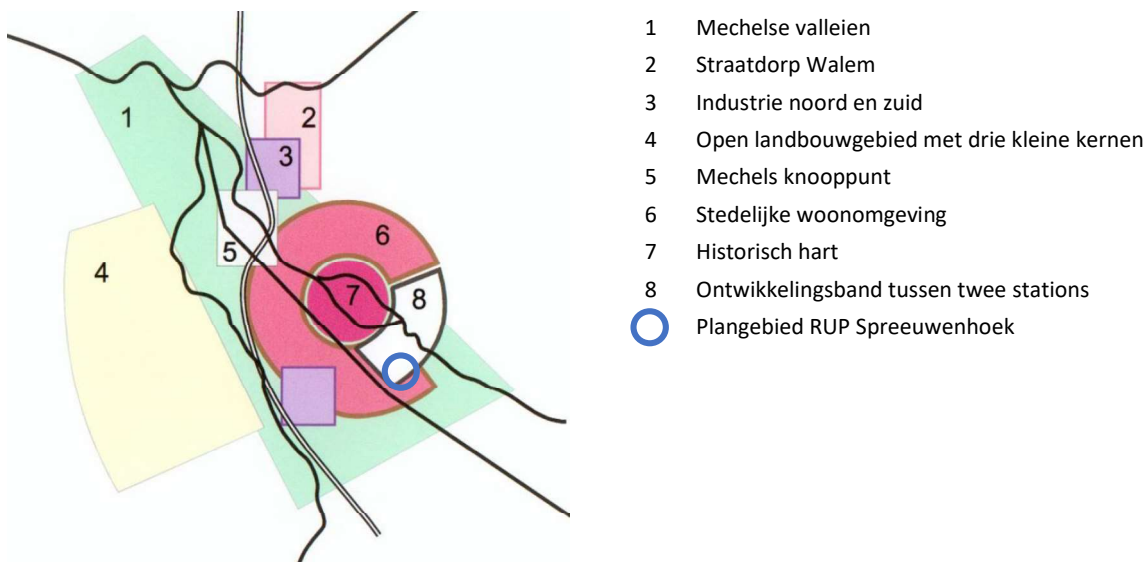 1
2
3
4
5
6
7
8
1 Mechelse valleien
2 Straatdorp Walem
3 Industrie noord en zuid
4 Open landbouwgebied met drie kleine kernen
5 Mechels knooppunt
6 Stedelijke woonomgeving
7 Historisch hart
8 Ontwikkelingsband tussen twee stations
Plangebied RUP Spreeuwenhoek